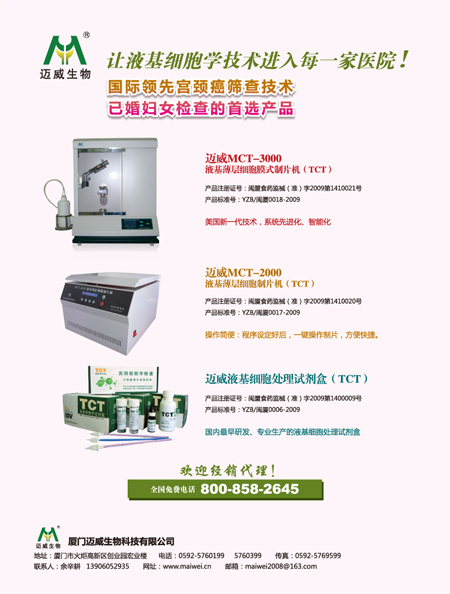 迈威生物
®
让液基细胞学技术进入每一家医院！
国际领先宫颈癌筛查技术
已婚妇女检查的首选产品
迈威MCT-3000
液基薄层细胞膜式制片机（TCT）
产品注册证号：闽厦食药监械（准）字2009第1410021号
产品标准号：YZB/闽厦0018-2009
美国新一代技术，系统先进化、智能化
迈威MCT-2000
液基薄层细胞制片机（TCT）
产品注册证号：闽厦食药监械（准）字2009第1410020号
产品标准号：YZB/闽厦0017-2009
操作简便：程序设定好后，一键操作制片，方便快捷。
迈威液基细胞处理试剂盒（TCT）
产品注册证号：闽厦食药监械（准）字2009第1400009号
产品标准号：YZB/闽厦0006-2009
国内最早研发、专业生产的液基细胞处理试剂盒
TCT
TCT
欢迎经销代理！
全国免费电话 800-858-2645
迈威生物
厦门迈威生物科技有限公司
地址：厦门市火炬高新区创业园宏业楼 电话：0592-5760199 5760399 传真：0592-5769599
联系人：余辛耕 13906052935 网址：www.maiwei.cn 邮箱：maiwei2008@163.com